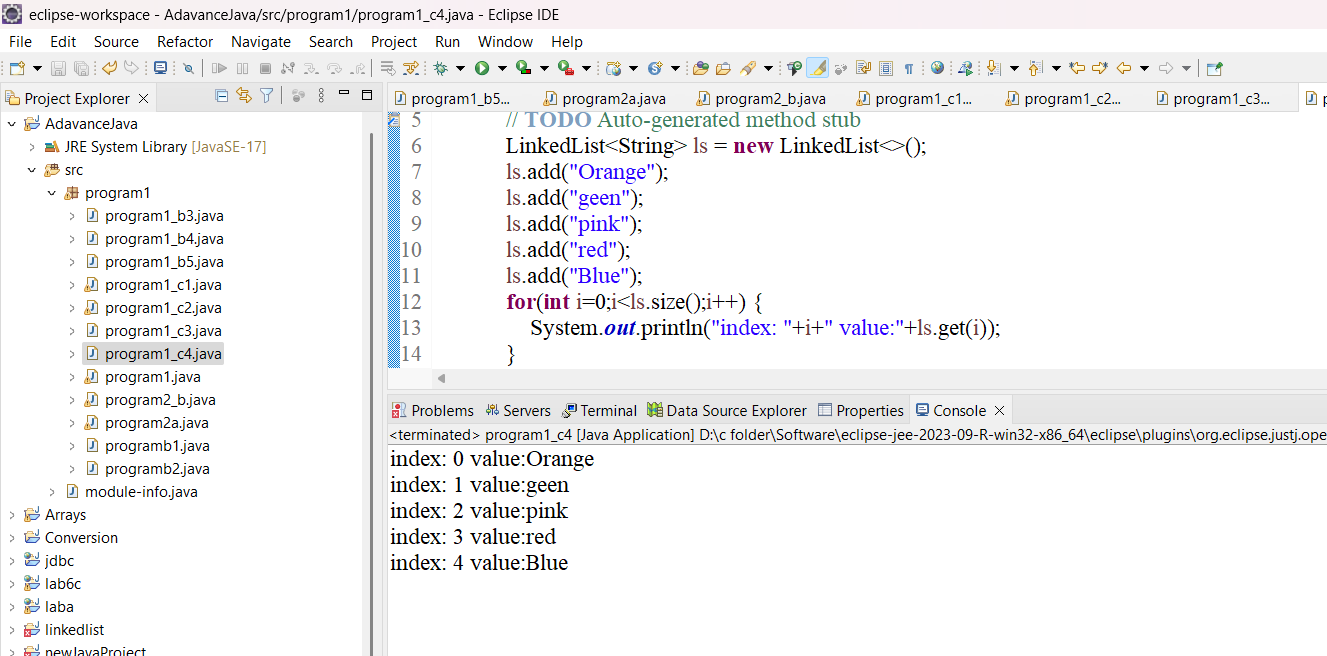 eclipse-workspace - AdavanceJava/src/program1/program1_c4.java - Eclipse IDE
File Edit Source Refactor Navigate Search Project Run Window Help
Project Explorer
AdavanceJava
JRE System Library [JavaSE-17]
src
program1
program1_b3.java
program1_b4.java
program1_b5.java
program1_c1.java
program1_c2.java
program1_c3.java
program1_c4.java
program1.java
program2_b.java
program2a.java
programb1.java
programb2.java
module-info.java
Arrays
Conversion
jdbc
lab6c
laba
linkedlist
newJavaProject
program1_b5... program2a.java program2_b.java program1_c1... program1_c2... program1_c3...
5 // TODO Auto-generated method stub
6 LinkedList<String> ls = new LinkedList<>();
7 ls.add("Orange");
8 ls.add("geen");
9 ls.add("pink");
10 ls.add("red");
11 ls.add("Blue");
12 for(int i=0;i<ls.size();i++) {
13 System.out.println("index: "+i+" value:"+ls.get(i));
14 }
Problems Servers Terminal Data Source Explorer Properties Console
<terminated> program1_c4 [Java Application] D:\c folder\Software\eclipse-jee-2023-09-R-win32-x86_64\eclipse\plugins\org.eclipse.justj.ope
index: 0 value:Orange
index: 1 value:geen
index: 2 value:pink
index: 3 value:red
index: 4 value:Blue